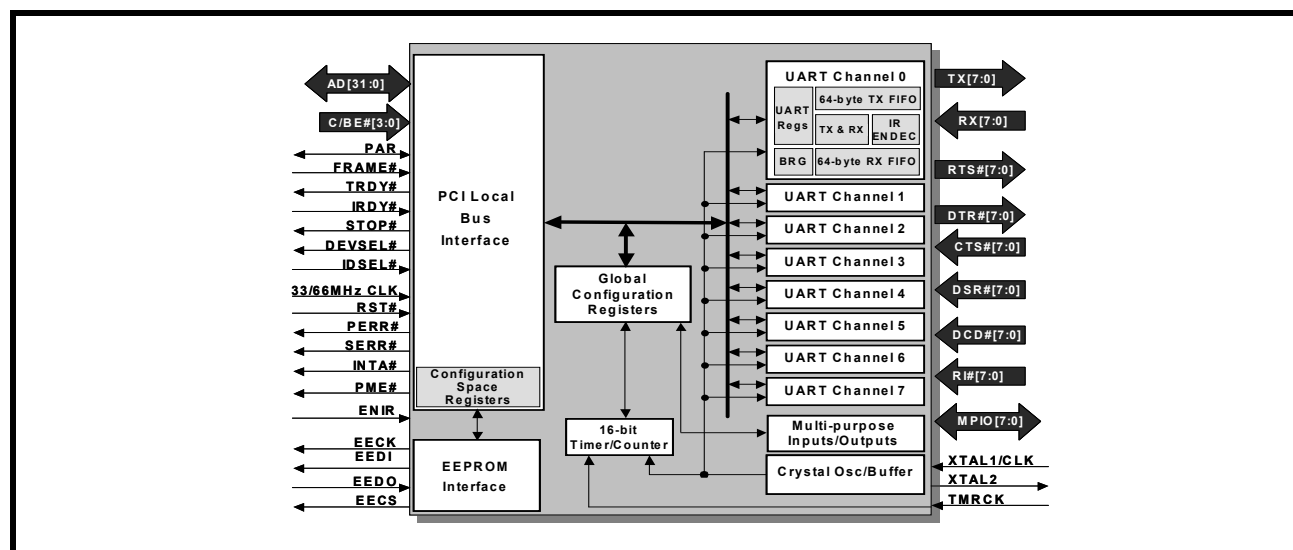 AD[31:0]
C/BE#[3:0]
PAR
FRAME#
TRDY#
IRDY#
STOP#
DEVSEL#
IDSEL#
33/66MHz CLK
RST#
PERR#
SERR#
INTA#
PME#
ENIR
EECK
EEDI
EEDO
EECS
PCI Local
Bus
Interface
Configuration
Space
Registers
EEPROM
Interface
Global
Configuration
Registers
16-bit
Timer/Counter
UART Channel 0
UART
Regs
64-byte TX FIFO
TX & RX
IR
ENDEC
BRG
64-byte RX FIFO
UART Channel 1
UART Channel 2
UART Channel 3
UART Channel 4
UART Channel 5
UART Channel 6
UART Channel 7
Multi-purpose
Inputs/Outputs
Crystal Osc/Buffer
TX[7:0]
RX[7:0]
RTS#[7:0]
DTR#[7:0]
CTS#[7:0]
DSR#[7:0]
DCD#[7:0]
RI#[7:0]
MPIO[7:0]
XTAL1/CLK
XTAL2
TMRCK